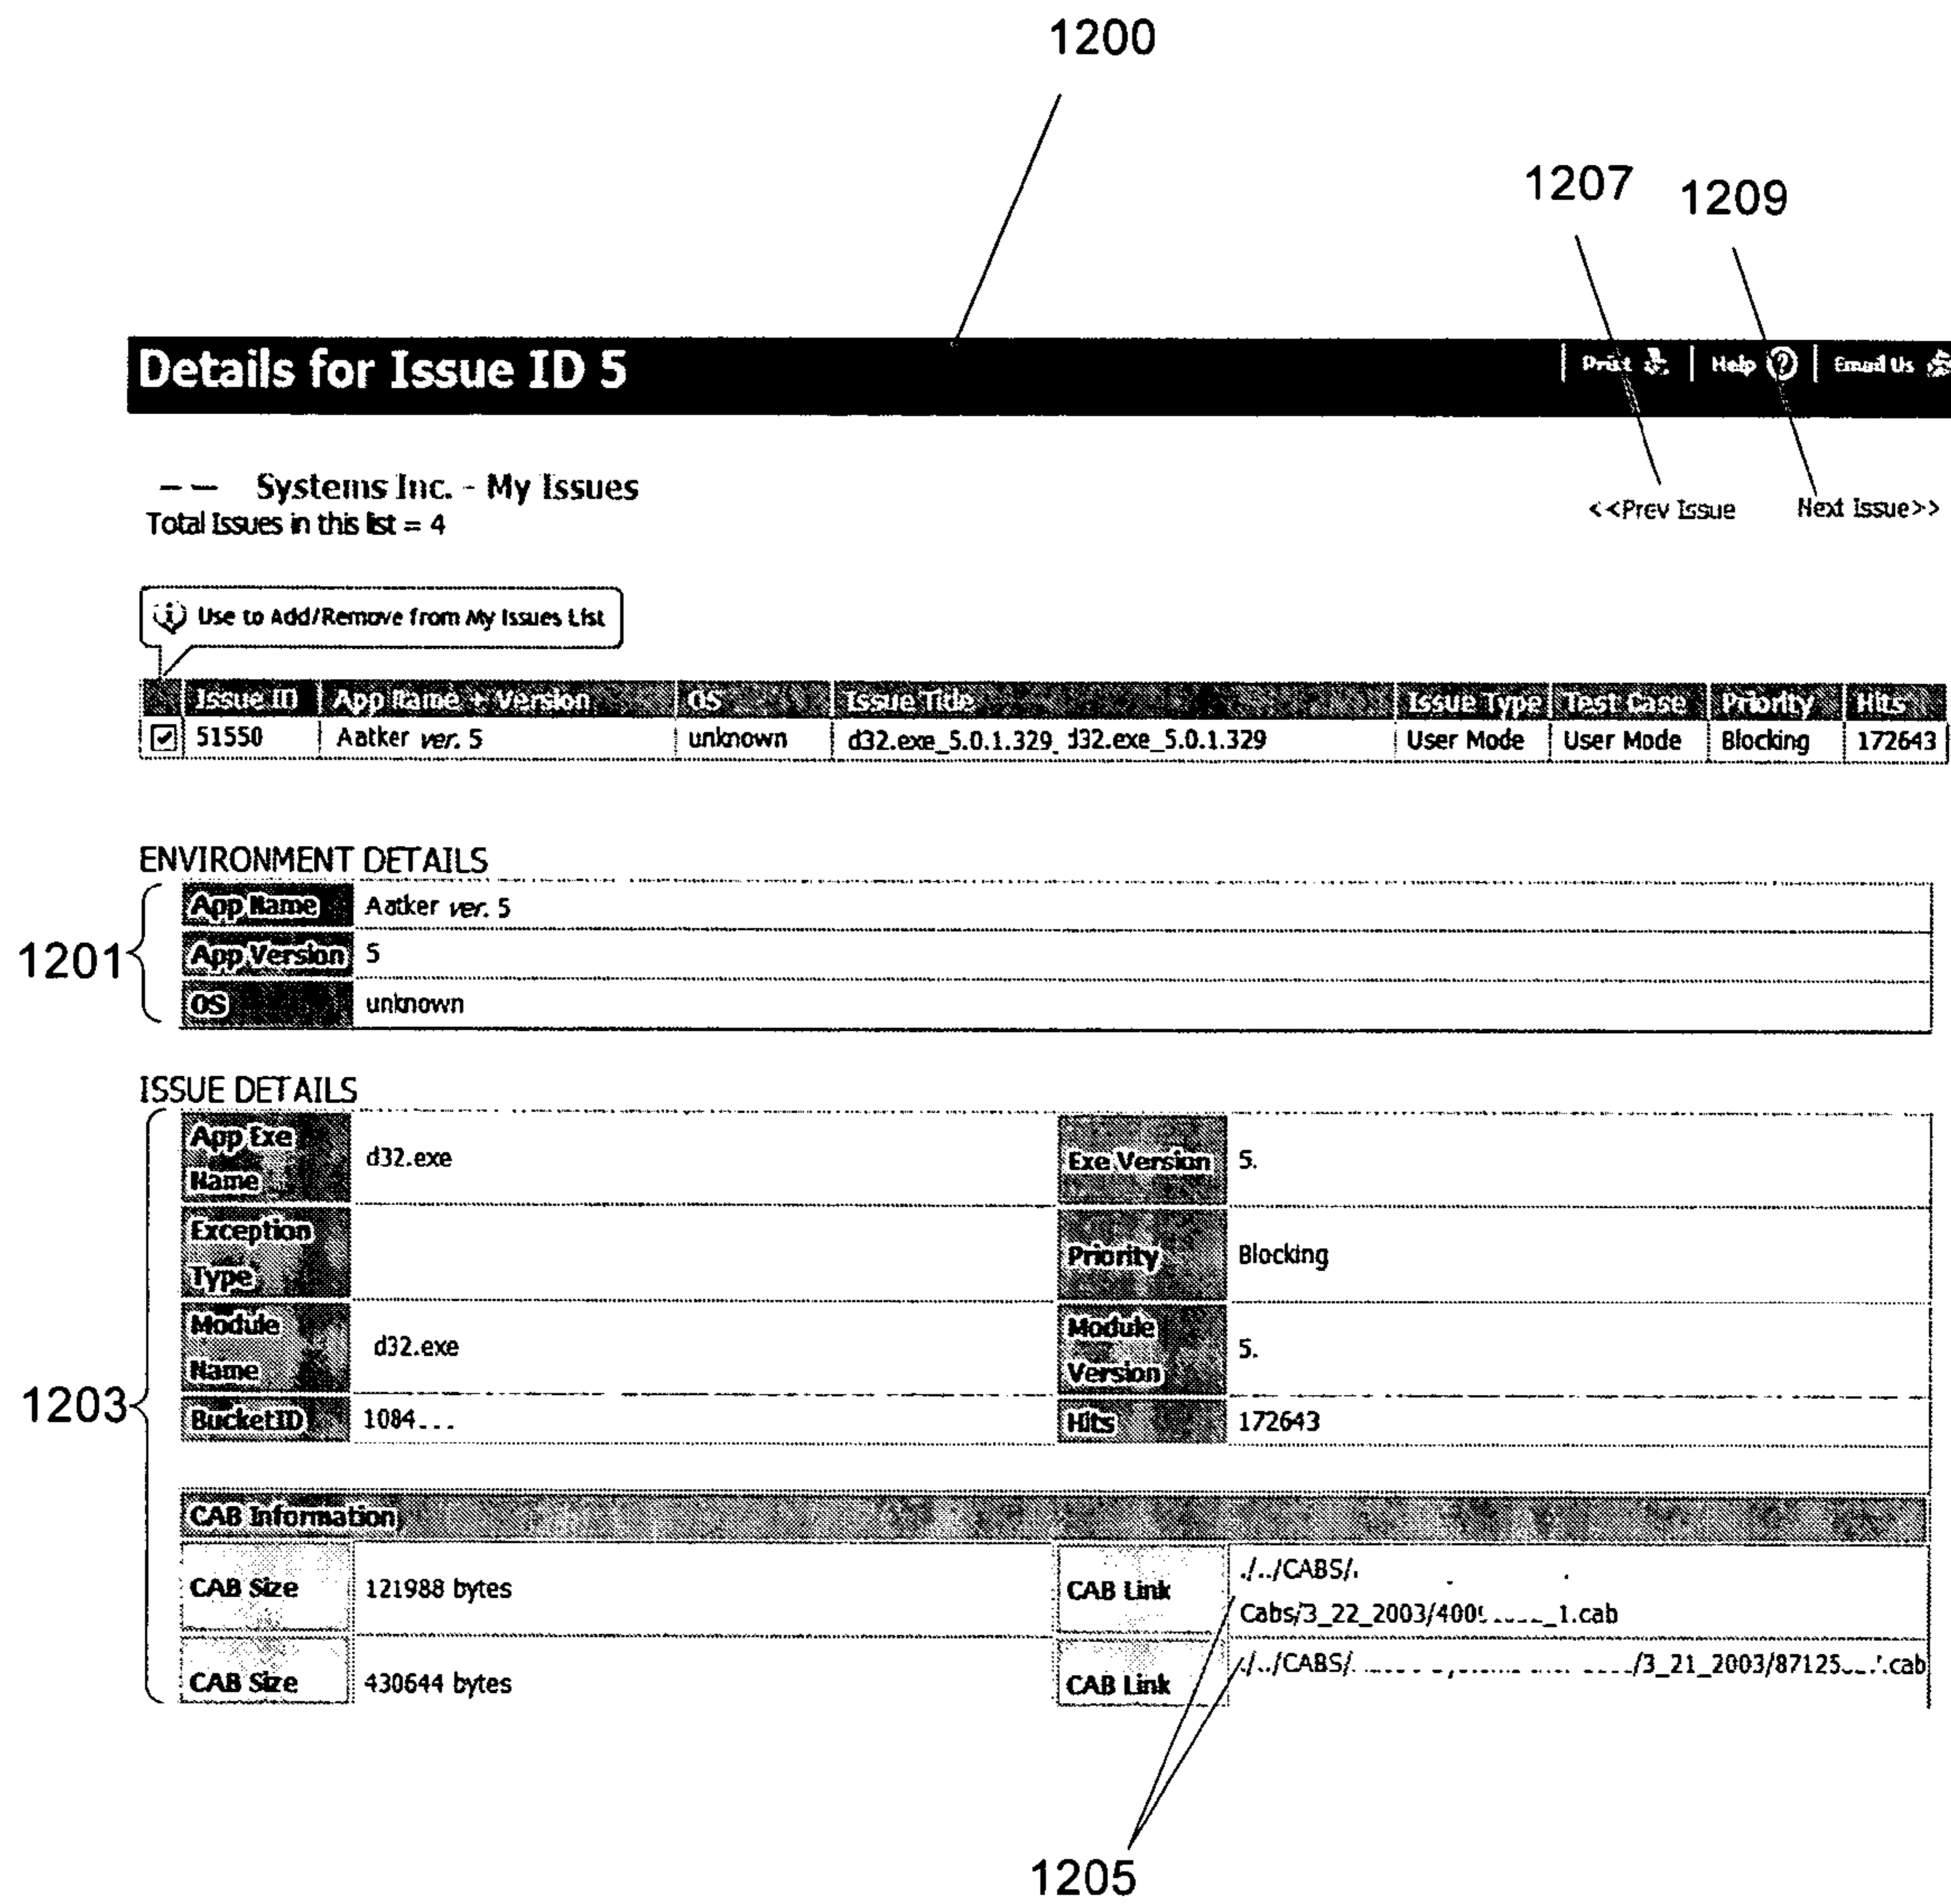 1200
1207 1209
Details for Issue ID 5 | Print | Help ? | Email Us
-- Systems Inc. - My Issues
Total Issues in this list = 4
<<Prev Issue Next Issue>>
i Use to Add/Remove from My Issues List
Issue ID App Name + Version OS Issue Title Issue Type Test Case Priority Hits
51550 Aatker ver. 5 unknown d32.exe_5.0.1.329_ d32.exe_5.0.1.329 User Mode User Mode Blocking 172643
ENVIRONMENT DETAILS
App Name Aatker ver. 5
1201 App Version 5
OS unknown
ISSUE DETAILS
App Exe Name d32.exe Exe Version 5.
Exception Type Priority Blocking
Module Name d32.exe Module Version 5.
1203
BucketID 1084... Hits 172643
CAB Information
CAB Size 121988 bytes CAB Link ./../CABS/.
Cabs/3_22_2003/400 _1.cab
CAB Size 430644 bytes CAB Link ./../CABS/. /3_21_2003/87125 .cab
1205